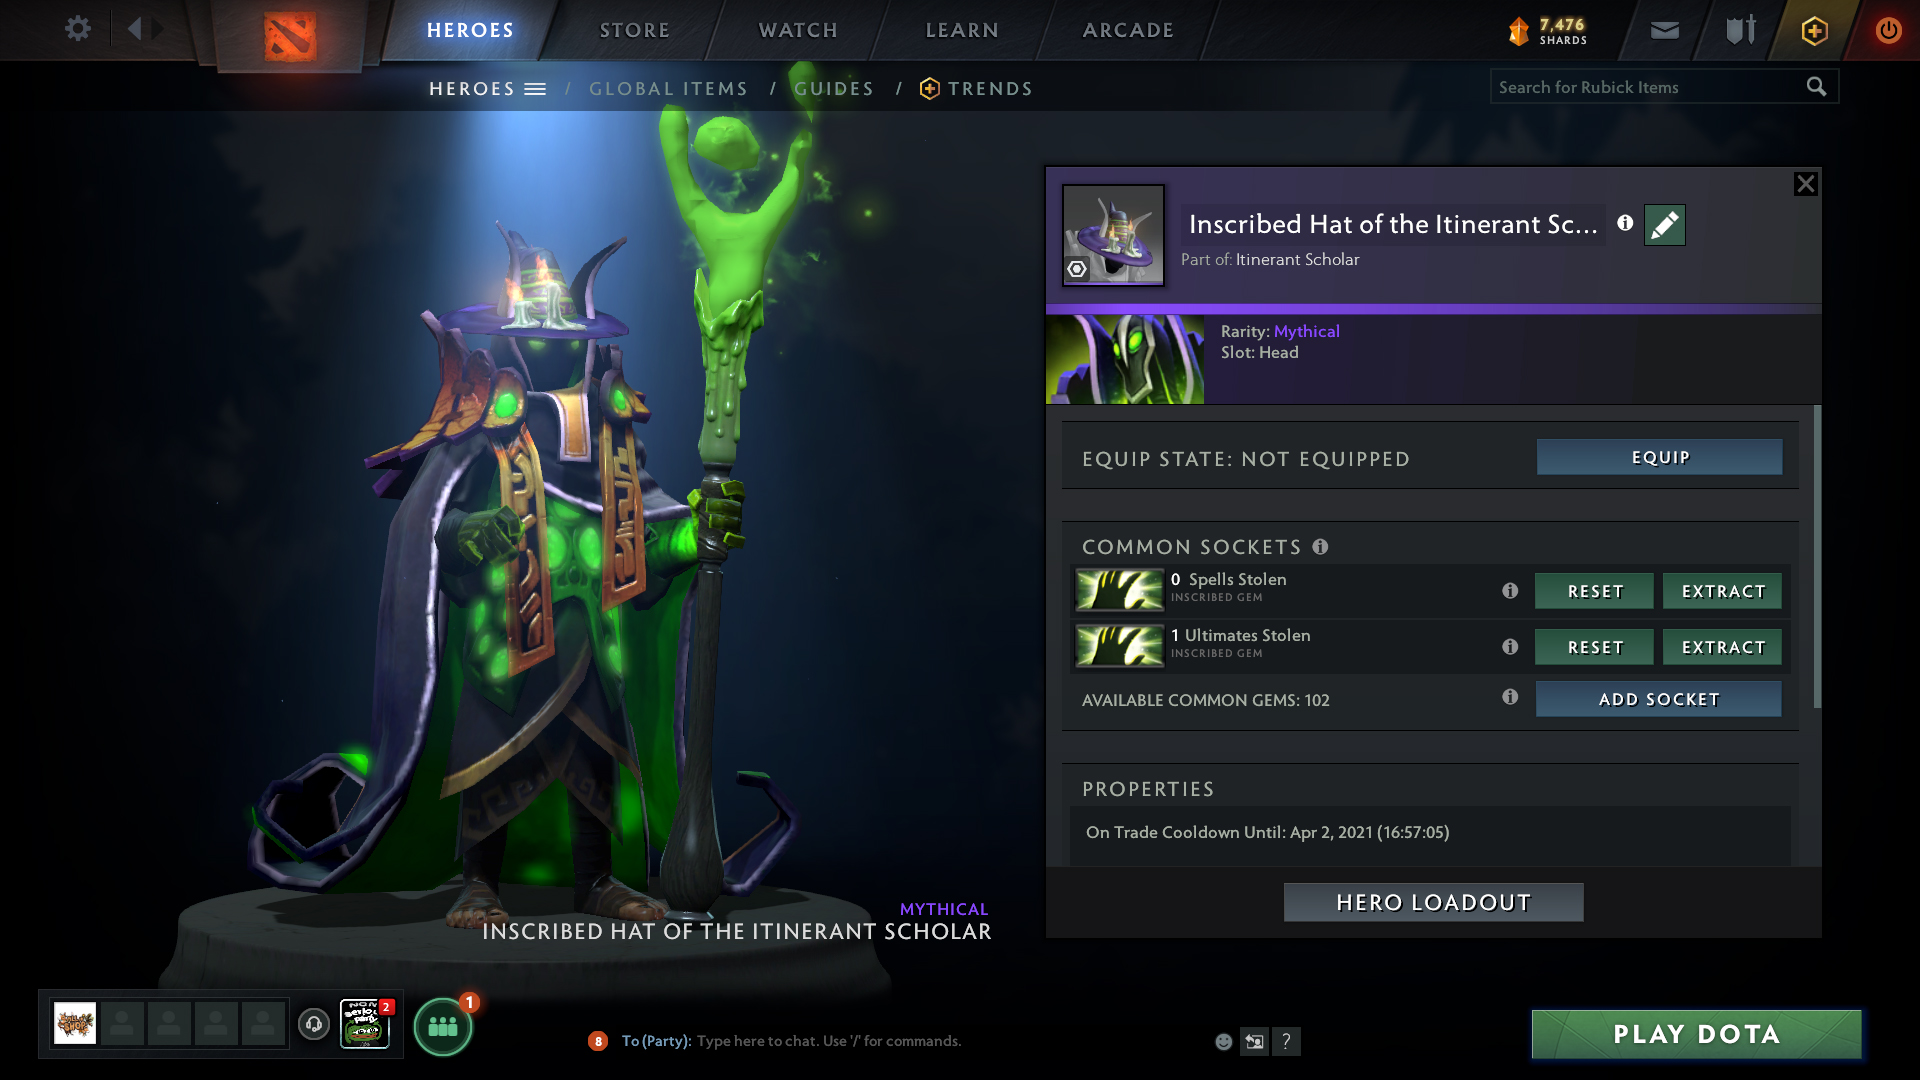 HEROES
STORE
WATCH
LEARN
ARCADE
7,476
SHARDS
HEROES / GLOBAL ITEMS / GUIDES / TRENDS
Search for Rubick Items
Inscribed Hat of the Itinerant Sc...
Part of: Itinerant Scholar
Rarity: Mythical
Slot: Head
EQUIP STATE: NOT EQUIPPED
EQUIP
COMMON SOCKETS
0 Spells Stolen
INSCRIBED GEM
RESET
EXTRACT
1 Ultimates Stolen
INSCRIBED GEM
RESET
EXTRACT
AVAILABLE COMMON GEMS: 102
ADD SOCKET
PROPERTIES
On Trade Cooldown Until: Apr 2, 2021 (16:57:05)
HERO LOADOUT
MYTHICAL
INSCRIBED HAT OF THE ITINERANT SCHOLAR
2
1
8
To (Party): Type here to chat. Use '/' for commands.
?
PLAY DOTA